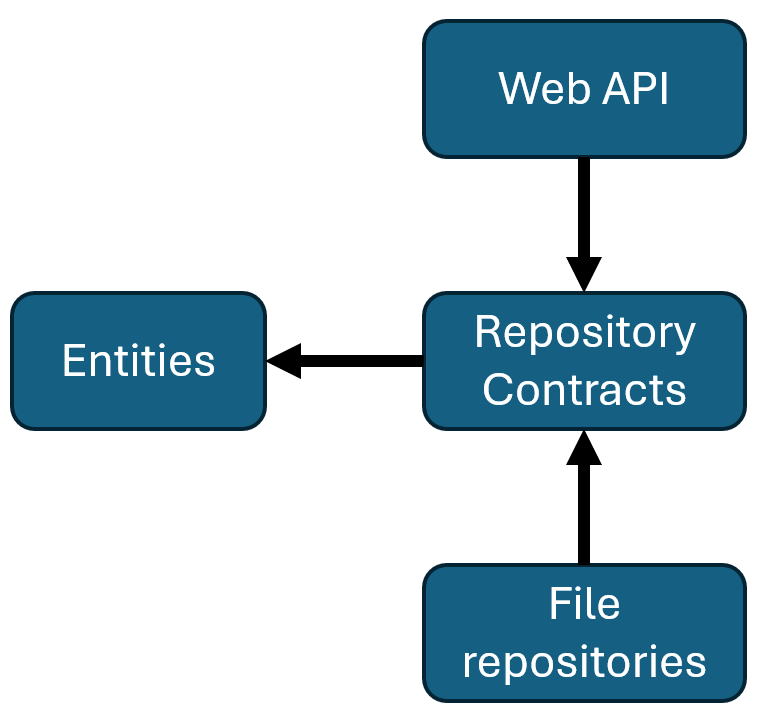 Web API
Entities
Repository
Contracts
File
repositories